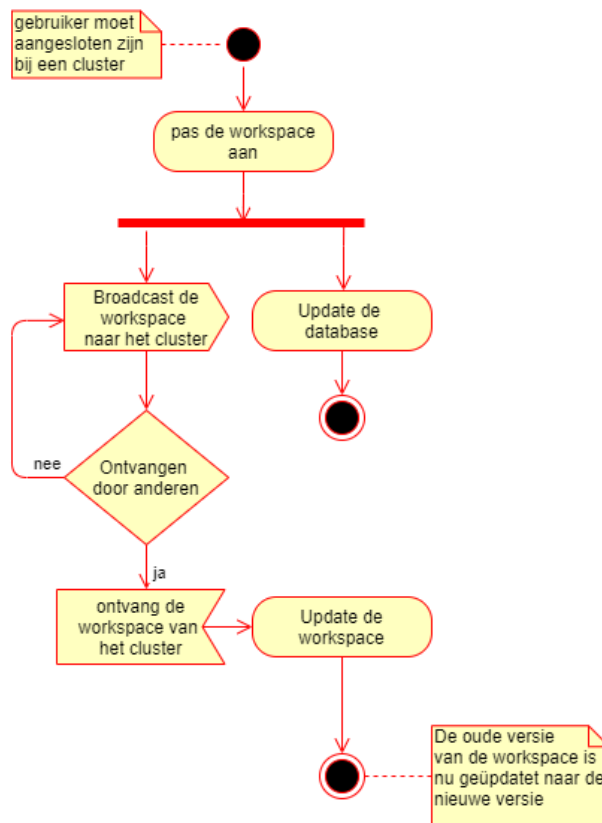 gebruiker moet
aangesloten zijn
bij een cluster
pas de workspace
aan
Broadcast de
workspace
naar het cluster
Update de
database
nee
Ontvangen
door anderen
ja
ontvang de
workspace van
het cluster
Update de
workspace
De oude versie
van de workspace is
nu geüpdatet naar de
nieuwe versie